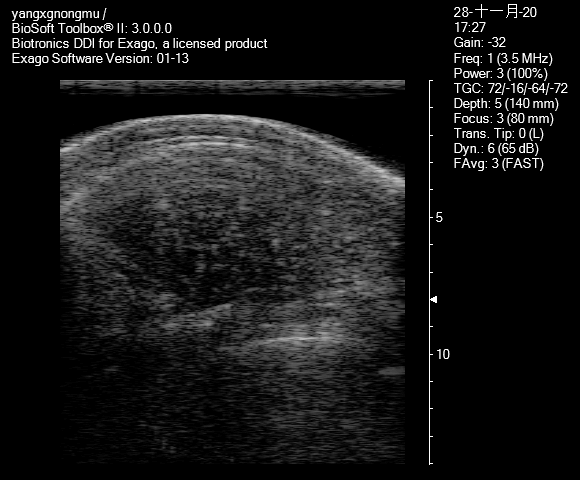 yangxgnongmu /
BioSoft Toolbox® II: 3.0.0.0
Biotronics DDI for Exago, a licensed product
Exago Software Version: 01-13
28-十一月-20
17:27
Gain: -32
Freq: 1 (3.5 MHz)
Power: 3 (100%)
TGC: 72/-16/-64/-72
Depth: 5 (140 mm)
Focus: 3 (80 mm)
Trans. Tip: 0 (L)
Dyn.: 6 (65 dB)
FAvg: 3 (FAST)
5
10